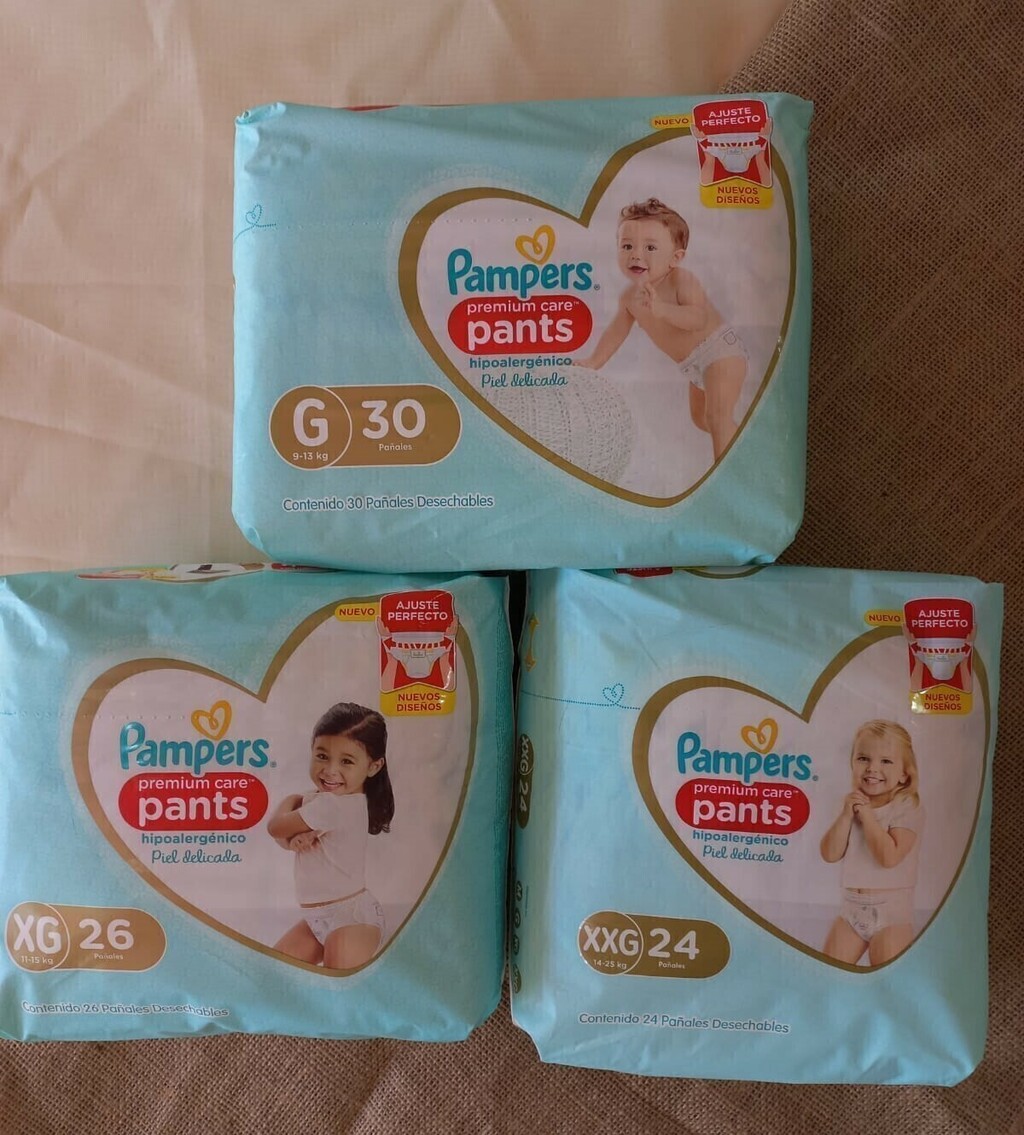 NUEVO
AJUSTE
PERFECTO
NUEVOS
DISEÑOS
Pampers®
premium care™
pants
hipoalergénico
Piel delicada
G
9-13 kg
30
Pañales
Contenido 30 Pañales Desechables
NUEVO
AJUSTE
PERFECTO
NUEVOS
DISEÑOS
Pampers®
premium care™
pants
hipoalergénico
Piel delicada
XG
11-15 kg
26
Pañales
Contenido 26 Pañales Desechables
NUEVO
AJUSTE
PERFECTO
NUEVOS
DISEÑOS
Pampers®
premium care™
pants
hipoalergénico
Piel delicada
XXG
14-25 kg
24
Pañales
Contenido 24 Pañales Desechables
XXG 24